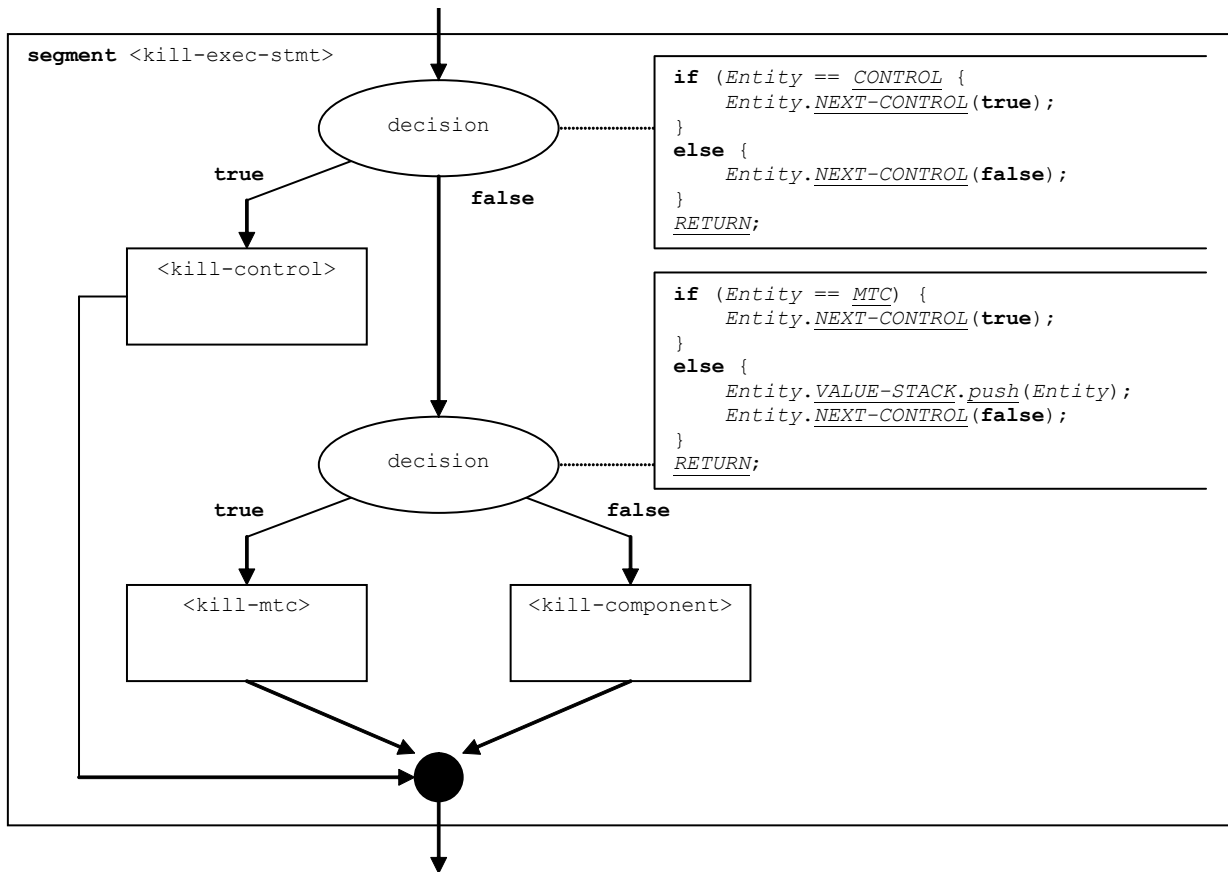 segment <kill-exec-stmt>
decision
if (Entity == CONTROL {
    Entity.NEXT-CONTROL(true);
}
else {
    Entity.NEXT-CONTROL(false);
}
RETURN;
true
false
<kill-control>
if (Entity == MTC) {
    Entity.NEXT-CONTROL(true);
}
else {
    Entity.VALUE-STACK.push(Entity);
    Entity.NEXT-CONTROL(false);
}
RETURN;
decision
true
false
<kill-mtc>
<kill-component>